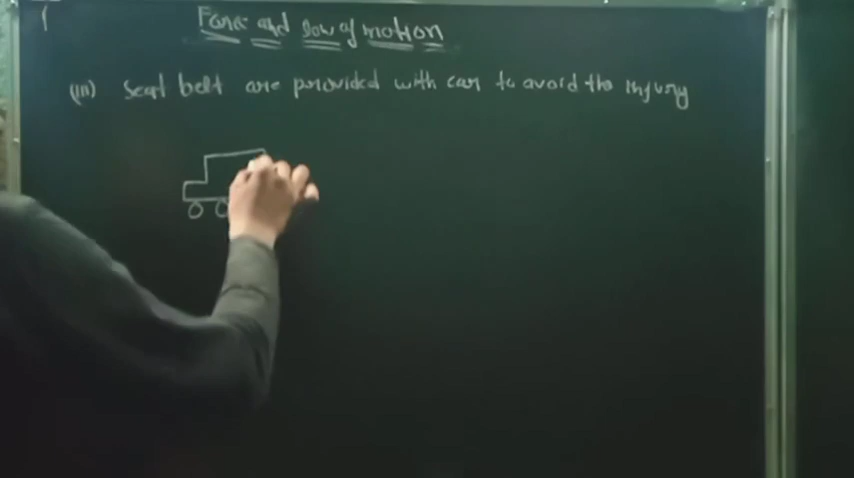 Force and law of motion
(iii) Seat belt are provided with car to avoid the injury